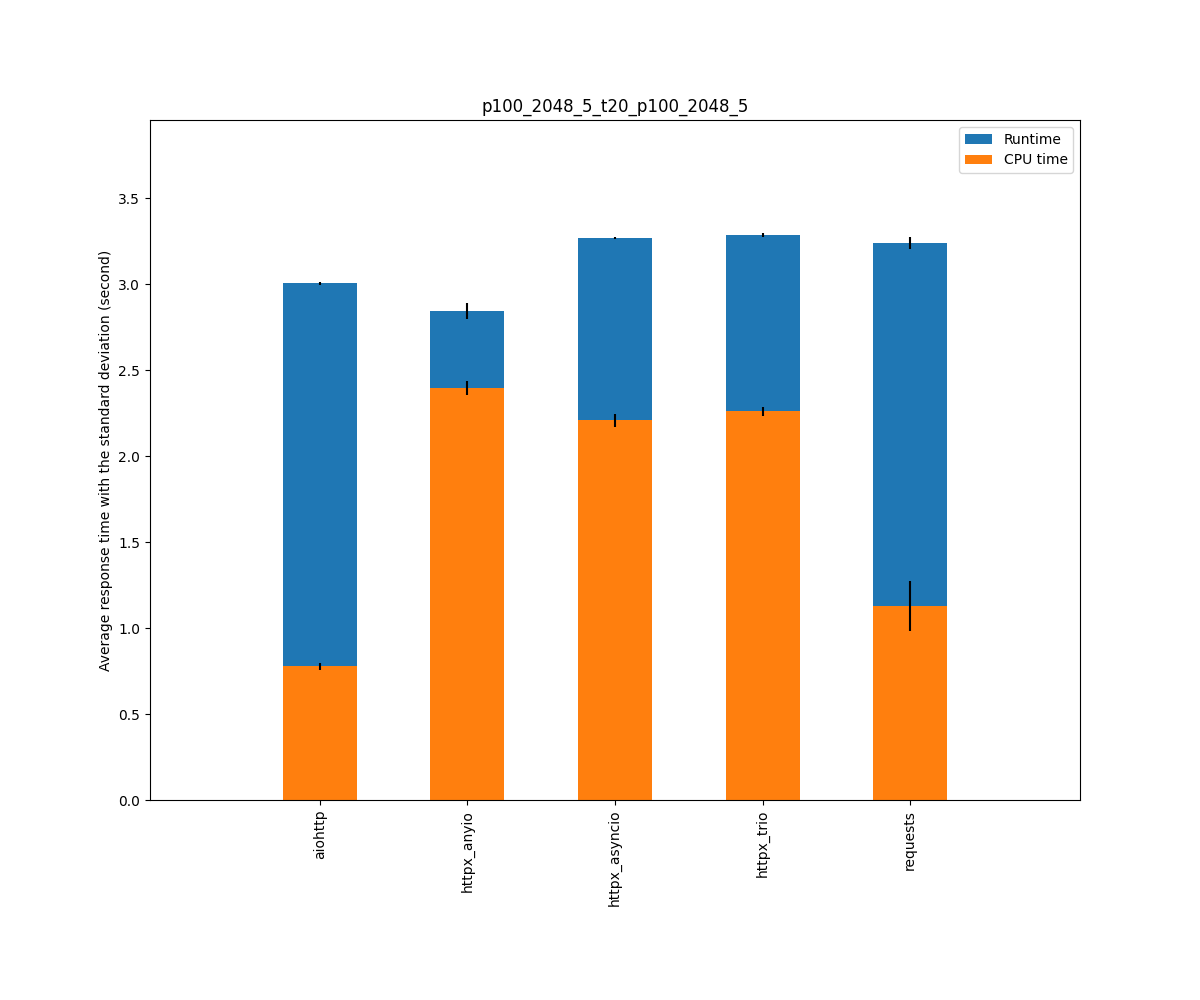 p100_2048_5_t20_p100_2048_5
Runtime
CPU time
Average response time with the standard deviation (second)
3.5
3.0
2.5
2.0
1.5
1.0
0.5
0.0
aiohttp
httpx_anyio
httpx_asyncio
httpx_trio
requests